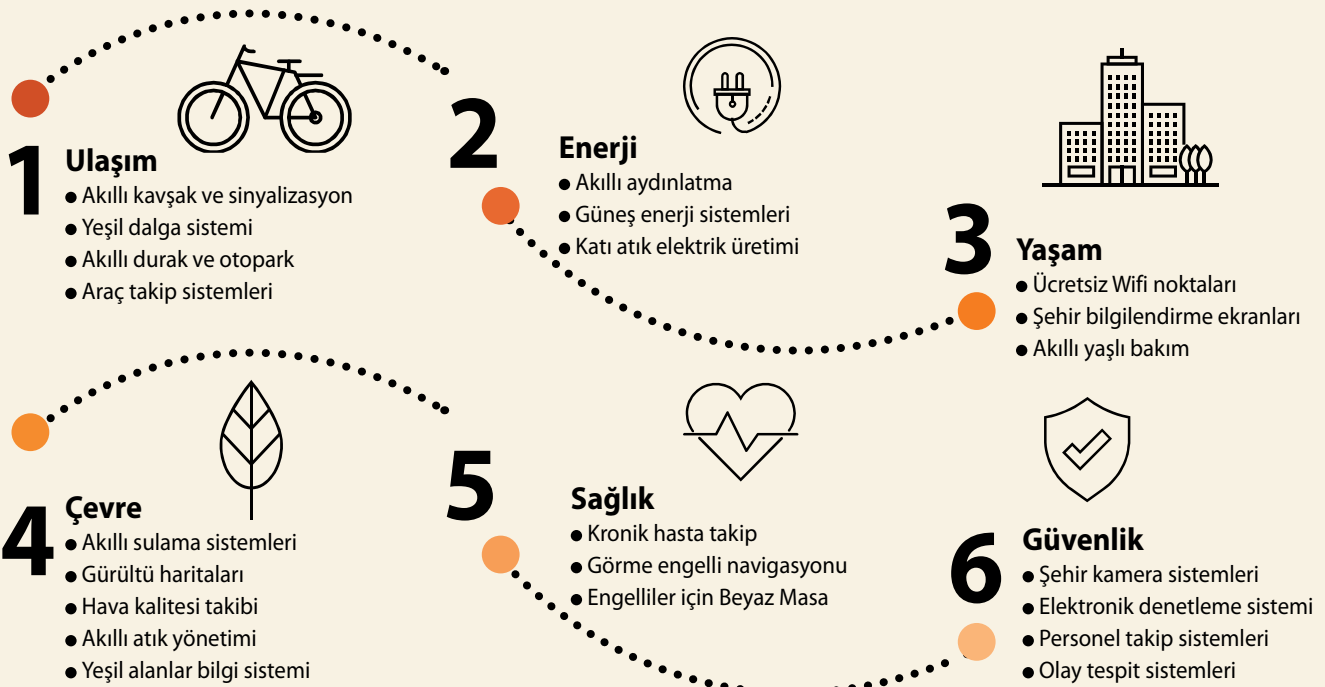 1
Ulaşım
● Akıllı kavşak ve sinyalizasyon
● Yeşil dalga sistemi
● Akıllı durak ve otopark
● Araç takip sistemleri
2
Enerji
● Akıllı aydınlatma
● Güneş enerji sistemleri
● Katı atık elektrik üretimi
3
Yaşam
● Ücretsiz Wifi noktaları
● Şehir bilgilendirme ekranları
● Akıllı yaşlı bakım
4
Çevre
● Akıllı sulama sistemleri
● Gürültü haritaları
● Hava kalitesi takibi
● Akıllı atık yönetimi
● Yeşil alanlar bilgi sistemi
5
Sağlık
● Kronik hasta takip
● Görme engelli navigasyonu
● Engelliler için Beyaz Masa
6
Güvenlik
● Şehir kamera sistemleri
● Elektronik denetleme sistemi
● Personel takip sistemleri
● Olay tespit sistemleri